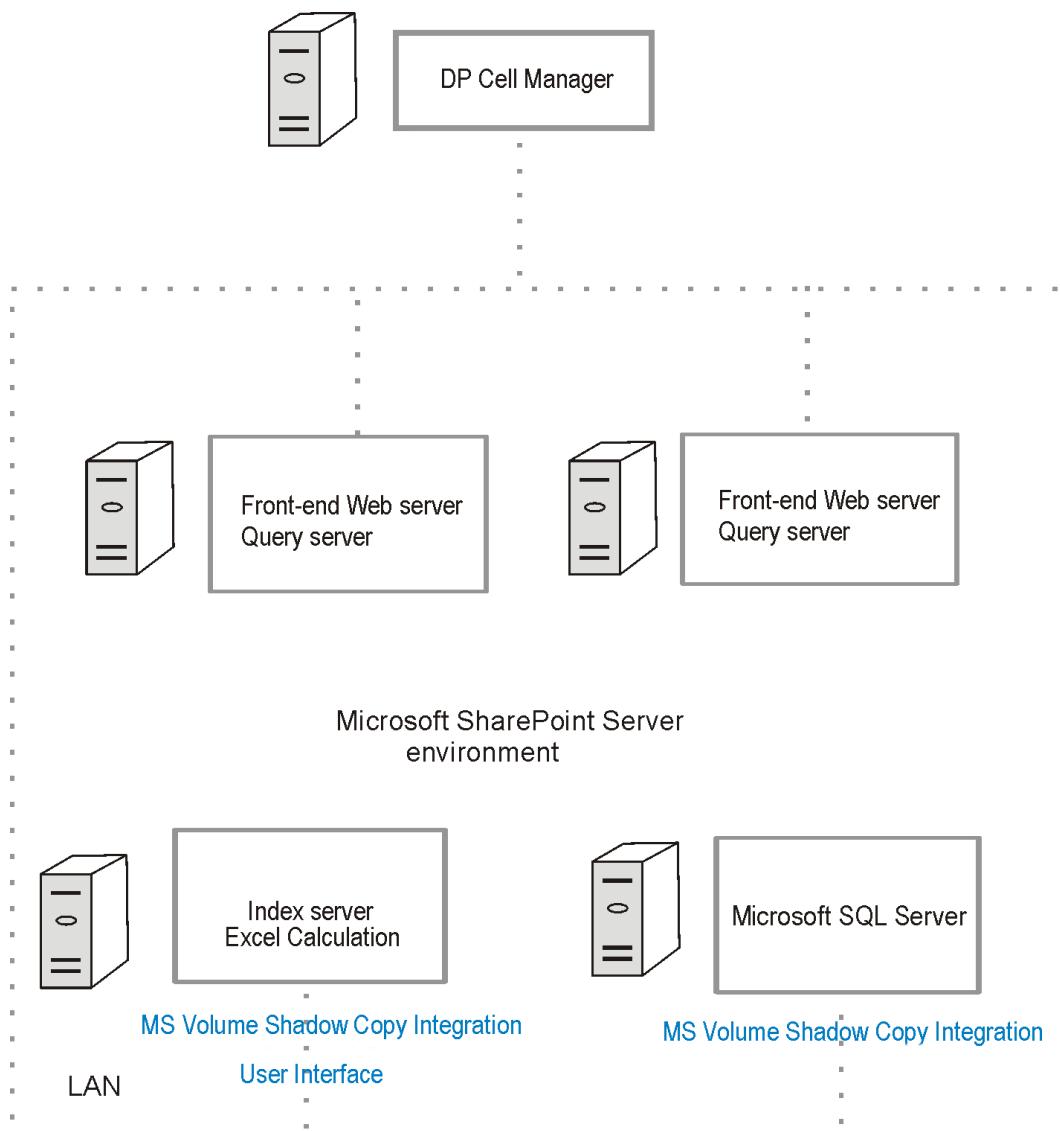 DP Cell Manager
Front-end Web server
Query server
Front-end Web server
Query server
Microsoft SharePoint Server
environment
Index server
Excel Calculation
Microsoft SQL Server
MS Volume Shadow Copy Integration
User Interface
MS Volume Shadow Copy Integration
LAN